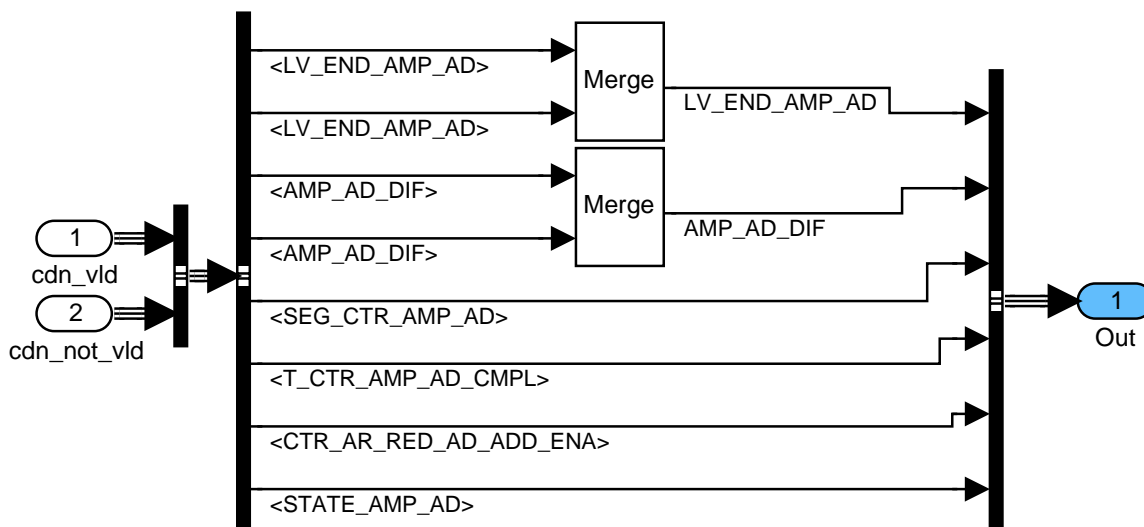 <LV_END_AMP_AD>
Merge
LV_END_AMP_AD
<LV_END_AMP_AD>
<AMP_AD_DIF>
Merge
AMP_AD_DIF
<AMP_AD_DIF>
1
cdn_vld
2
cdn_not_vld
<SEG_CTR_AMP_AD>
1
Out
<T_CTR_AMP_AD_CMPL>
<CTR_AR_RED_AD_ADD_ENA>
<STATE_AMP_AD>